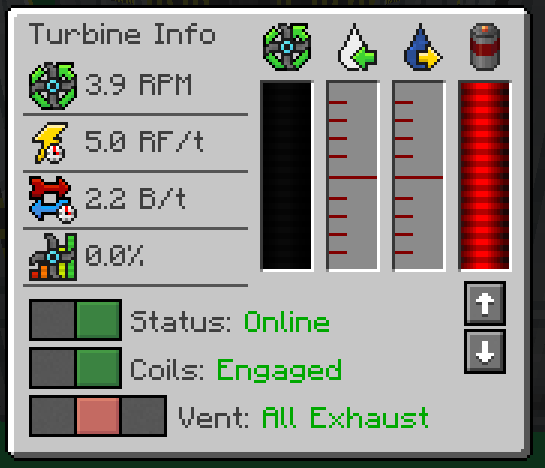 Turbine Info
3.9 RPM
5.0 RF/t
2.2 B/t
0.0%
Status: Online
Coils: Engaged
Vent: All Exhaust